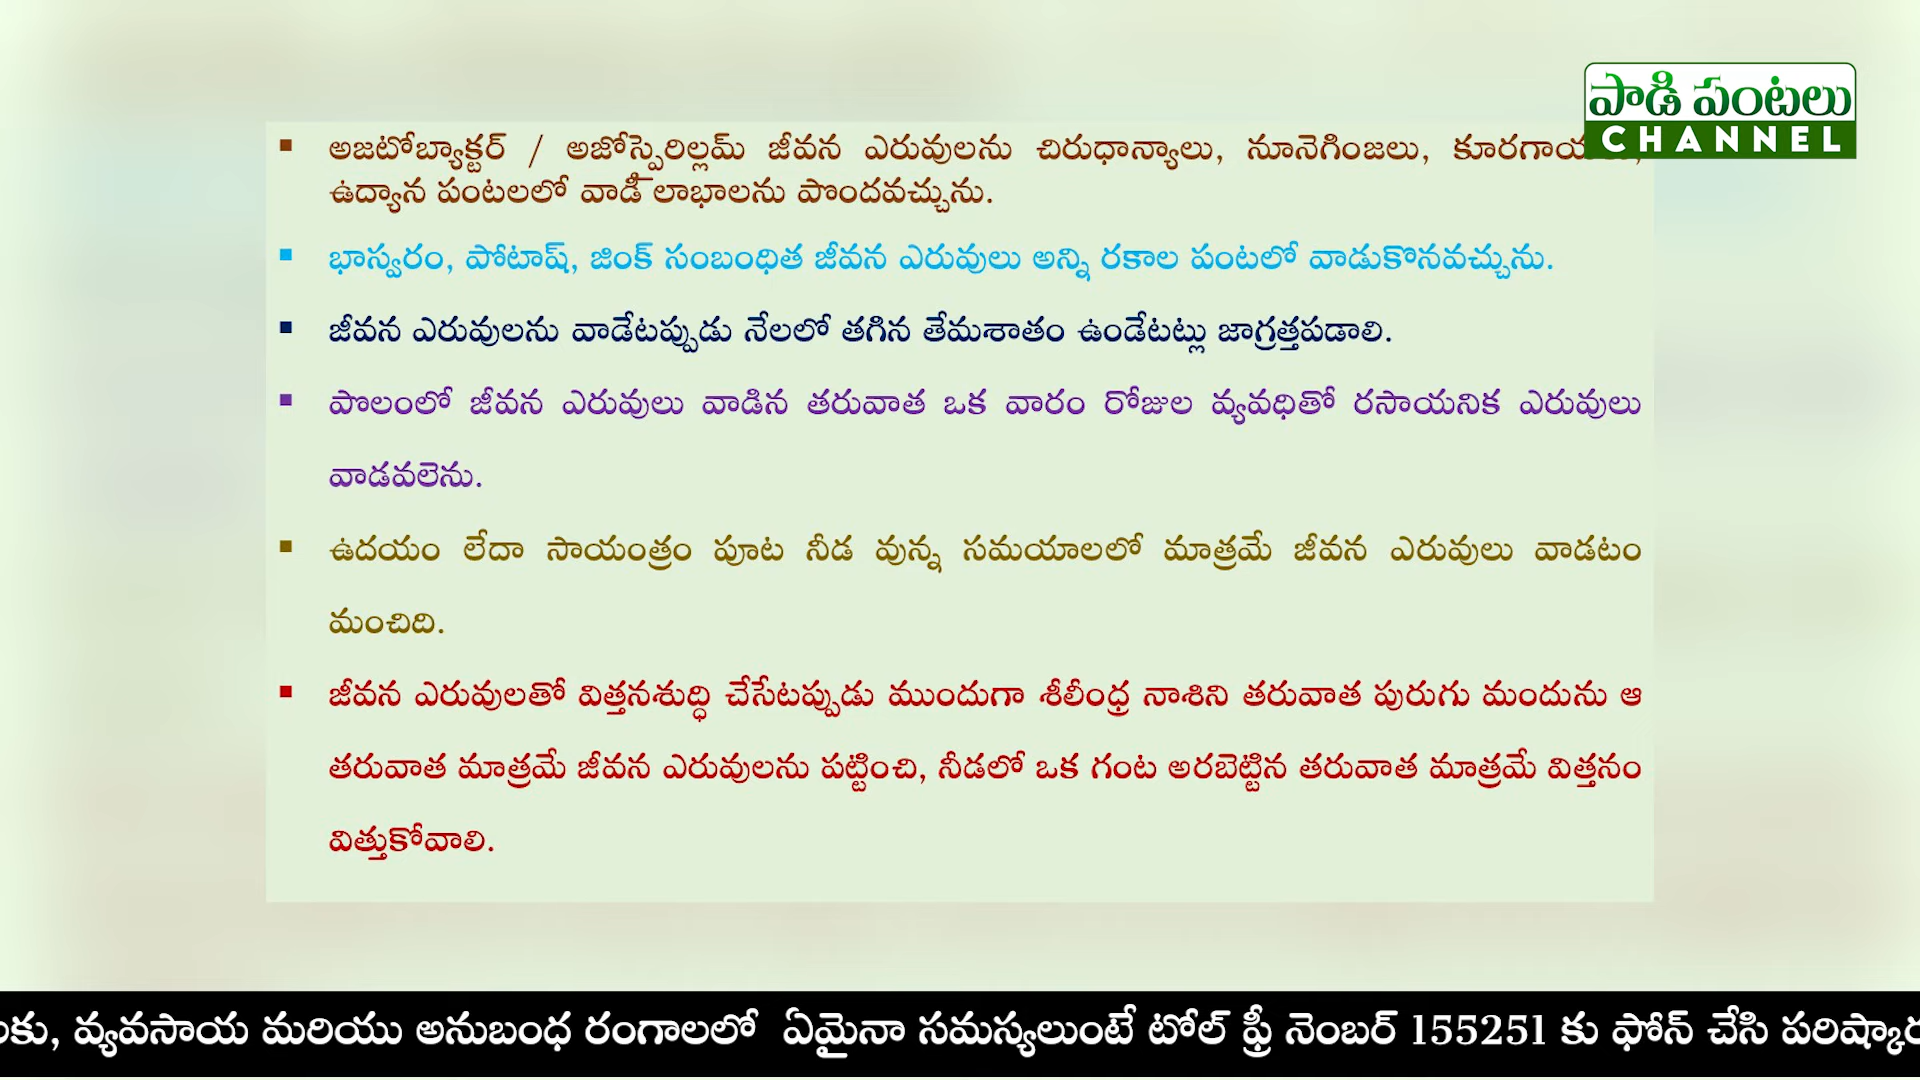 పాడి పంటలు
CHANNEL
అజటోబ్యాక్టర్ / అజోస్పైరిల్లమ్ జీవన ఎరువులను చిరుధాన్యాలు, నూనెగింజలు,
ఉద్యాన పంటలలో వాడి లాభాలను పొందవచ్చును.
భాస్వరం, పోటాష్, జింక్ సంబంధిత జీవన ఎరువులు అన్ని రకాల పంటలో వాడుకొనవచ్చును.
జీవన ఎరువులను వాడేటప్పుడు నేలలో తగిన తేమశాతం ఉండేటట్లు జాగ్రత్తపడాలి.
పొలంలో జీవన ఎరువులు వాడిన తరువాత ఒక వారం రోజుల వ్యవధితో రసాయనిక ఎరువులు
వాడవలెను.
ఉదయం లేదా సాయంత్రం పూట నీడ వున్న సమయాలలో మాత్రమే జీవన ఎరువులు వాడటం
మంచిది.
జీవన ఎరువులతో విత్తనశుద్ధి చేసేటప్పుడు ముందుగా శీలీంధ్ర నాశిని తరువాత పురుగు మందును ఆ
తరువాత మాత్రమే జీవన ఎరువులను పట్టించి, నీడలో ఒక గంట అరబెట్టిన తరువాత మాత్రమే విత్తనం
విత్తుకోవాలి.
వ్యవసాయ మరియు అనుబంధ రంగాలలో ఏమైనా సమస్యలుంటే టోల్ ఫ్రీ నెంబర్ 155251 కు ఫోన్ చేసి